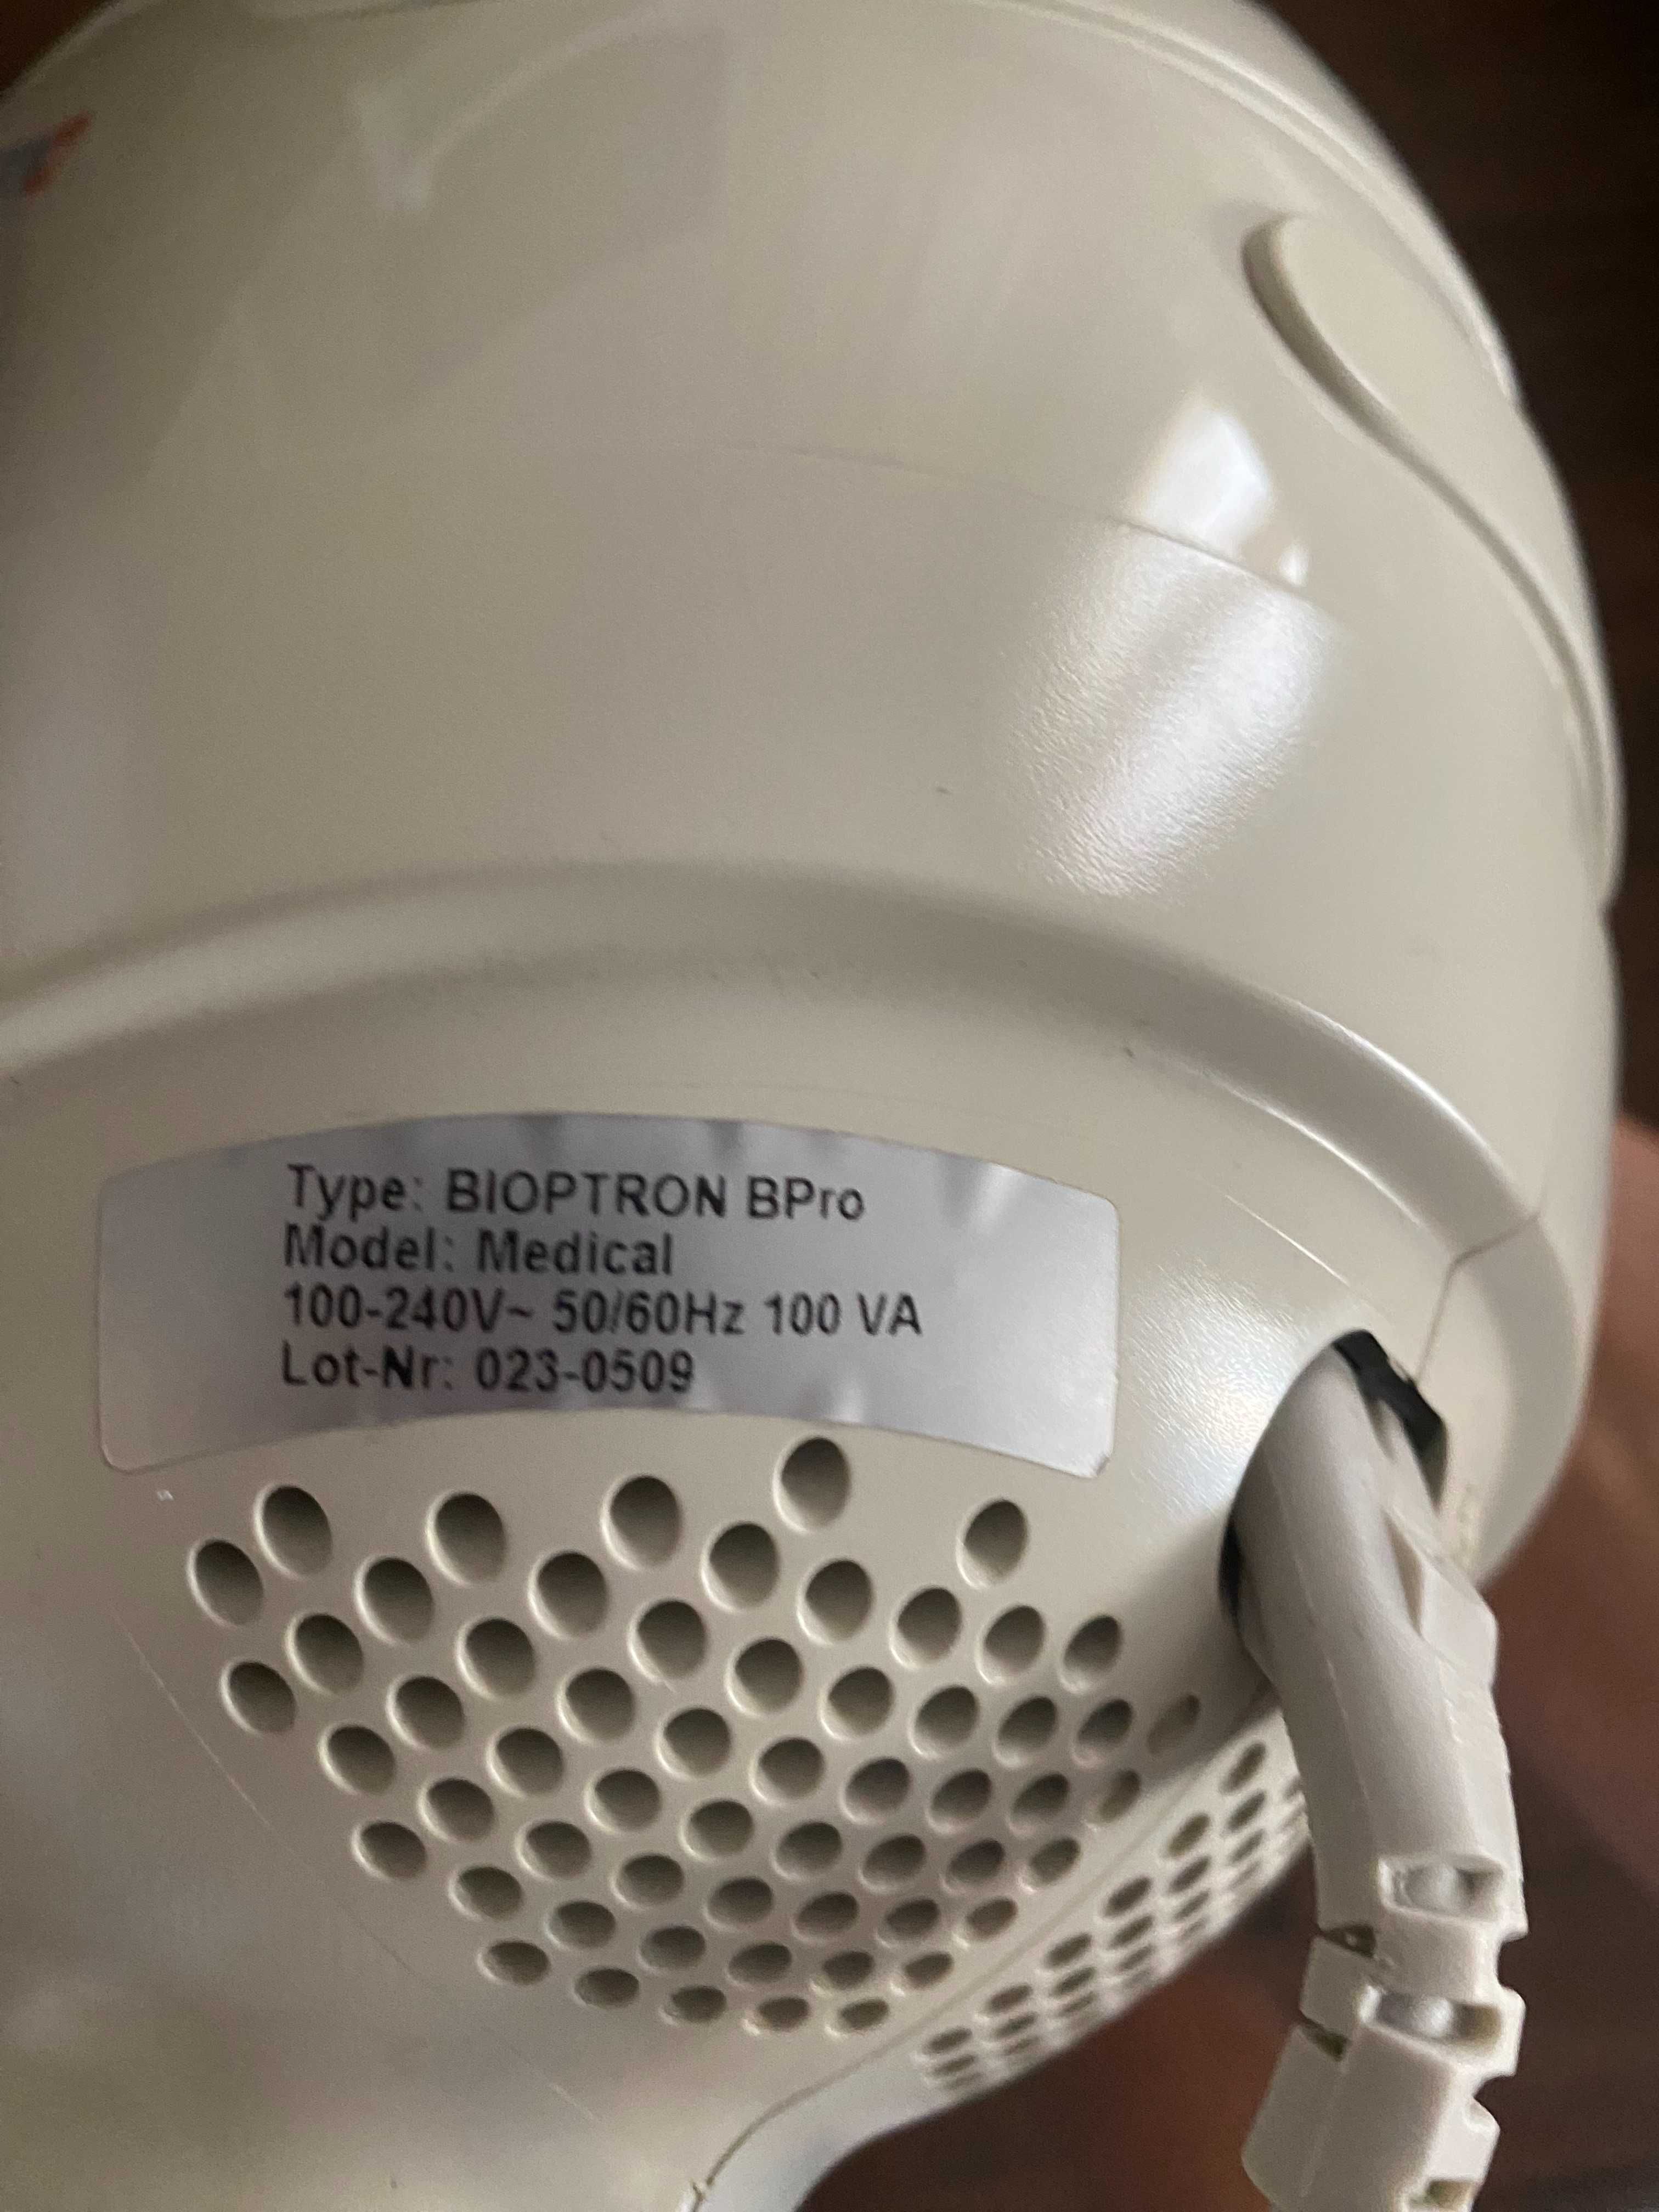 Type: BIOPTRON BPro
Model: Medical
100-240V~ 50/60Hz 100 VA
Lot-Nr: 023-0509